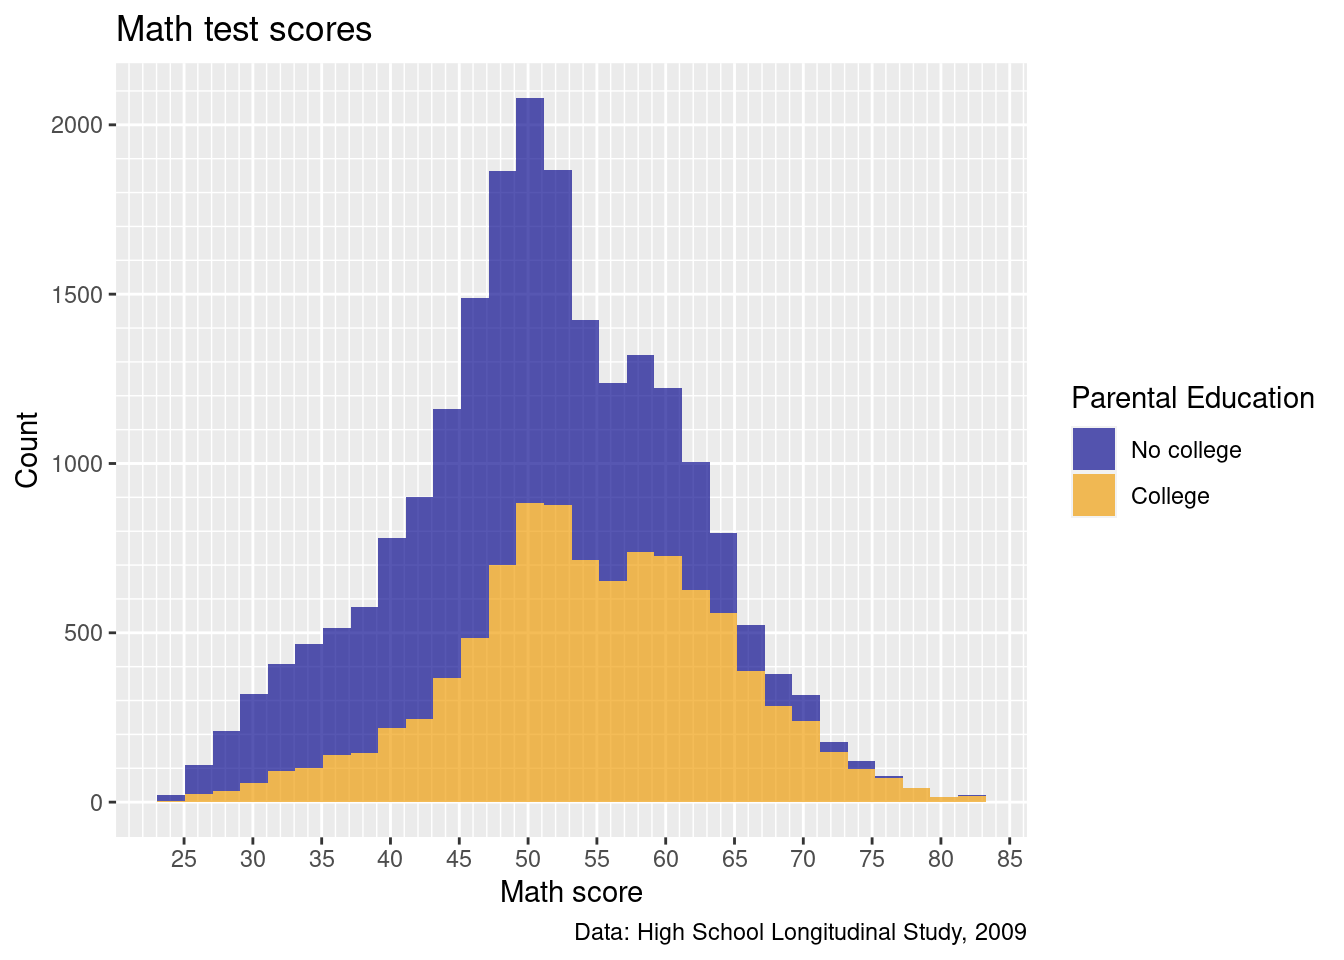 Math test scores
2000
1500
1000
500
0
Count
25 30 35 40 45 50 55 60 65 70 75 80 85
Math score
Parental Education
No college
College
Data: High School Longitudinal Study, 2009